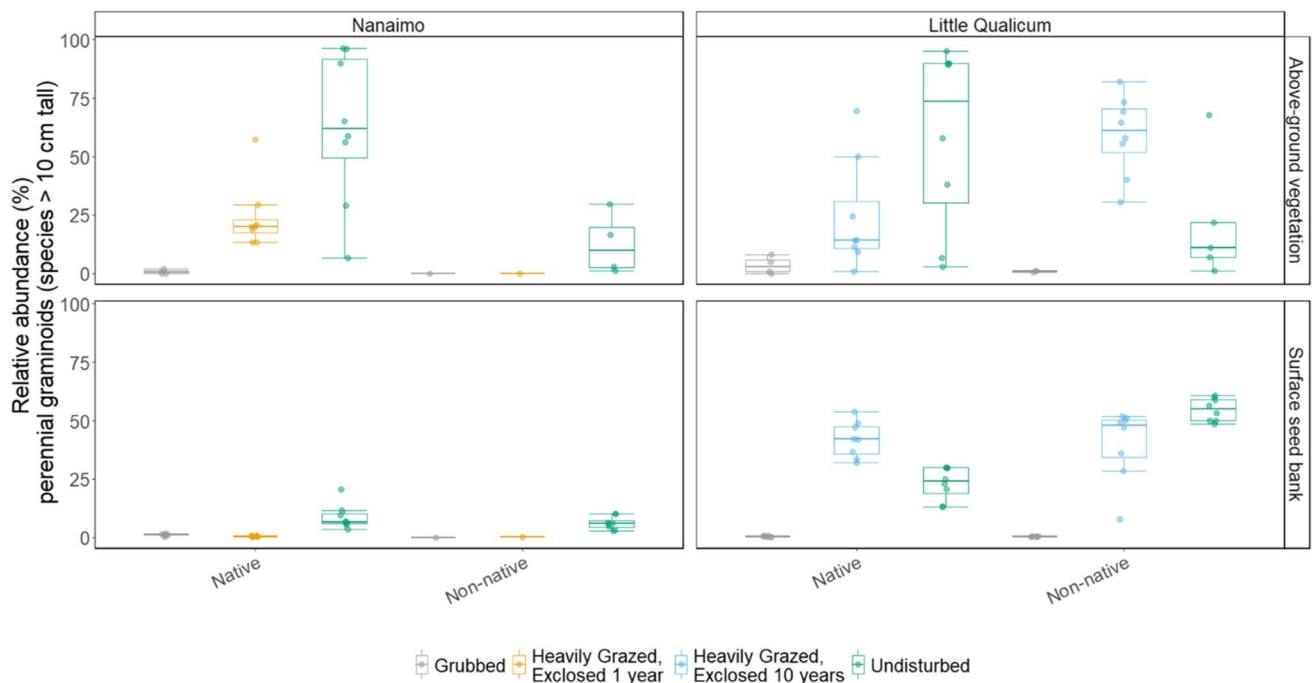 Nanaimo
Little Qualicum
Relative abundance (%)
perennial graminoids (species > 10 cm tall)
100
75
50
25
0
Above-ground vegetation
100
75
50
25
0
Surface seed bank
Native
Non-native
Native
Non-native
Grubbed
Heavily Grazed,
Exclosed 1 year
Heavily Grazed,
Exclosed 10 years
Undisturbed